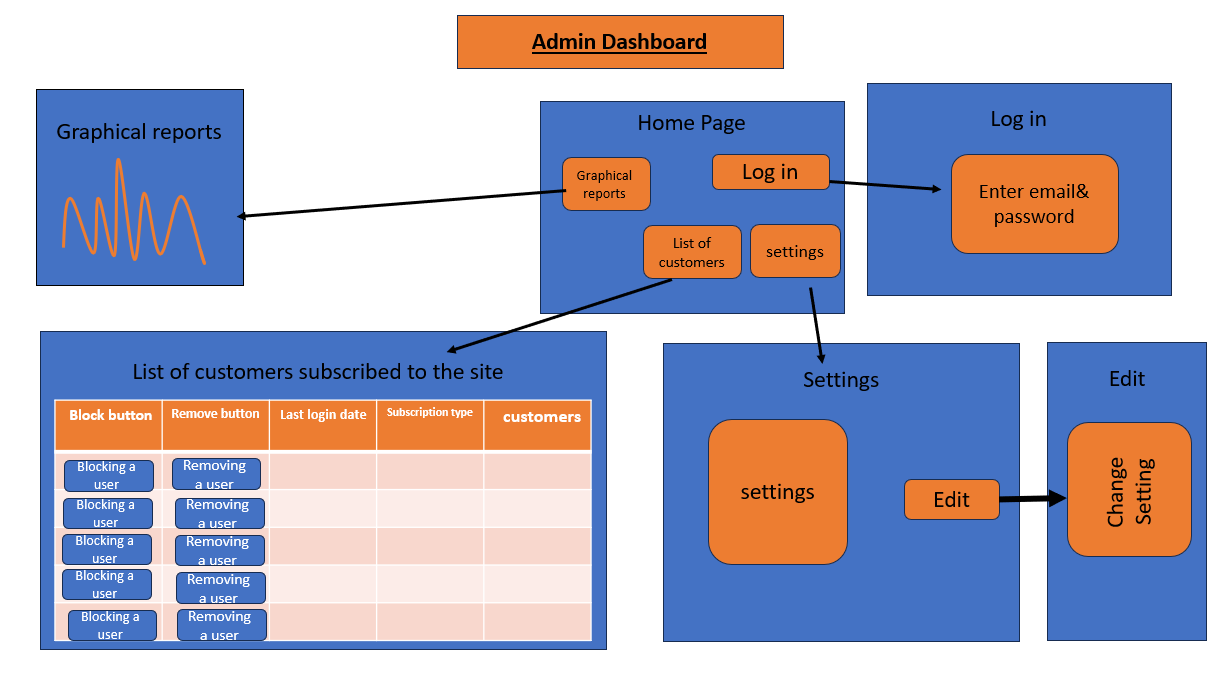 Admin Dashboard
Graphical reports
Home Page
Graphical
reports
Log in
List of
customers
settings
Log in
Enter email&
password
List of customers subscribed to the site
Block button
Remove button
Last login date
Subscription type
customers
Blocking a
user
Removing
a user
Blocking a
user
Removing
a user
Blocking a
user
Removing
a user
Blocking a
user
Removing
a user
Blocking a
user
Removing
a user
Settings
settings
Edit
Edit
Change
Setting